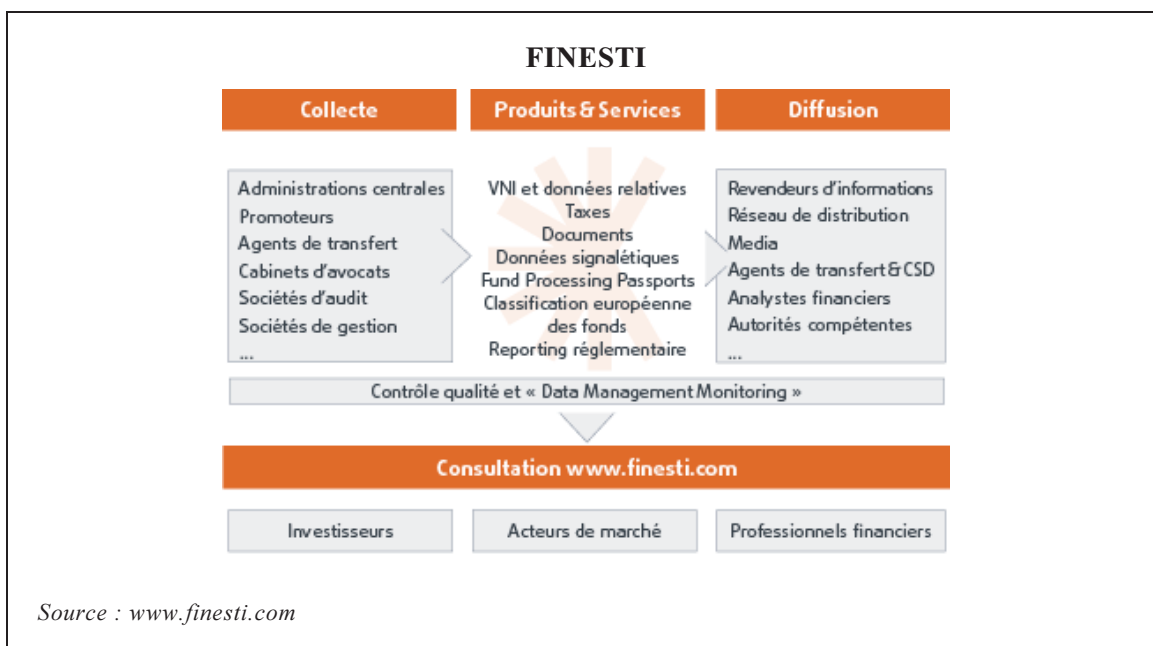 FINESTI
Collecte
Administrations centrales
Promoteurs
Agents de transfert
Cabinets d'avocats
Sociétés d'audit
Sociétés de gestion
...
Produits & Services
VNI et données relatives
Taxes
Documents
Données signalétiques
Fund Processing Passports
Classification européenne
des fonds
Reporting réglementaire
Diffusion
Revendeurs d'informations
Réseau de distribution
Media
Agents de transfert & CSD
Analystes financiers
Autorités compétentes
...
Contrôle qualité et « Data Management Monitoring »
Consultation www.finesti.com
Investisseurs
Acteurs de marché
Professionnels financiers
Source : www.finesti.com